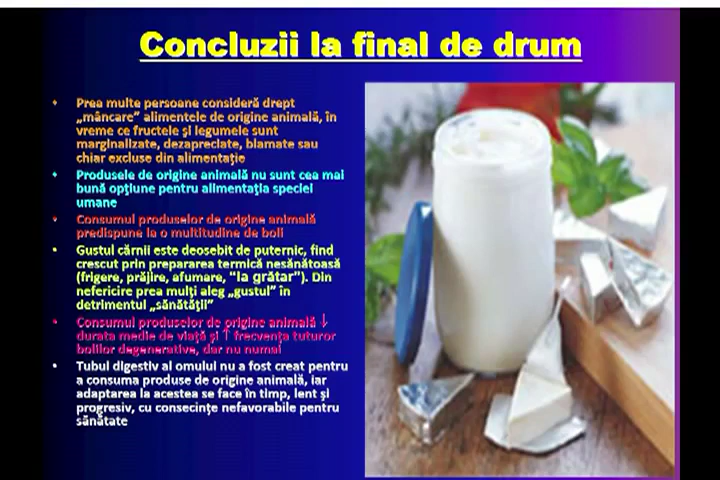 Concluzii la final de drum
• Prea multe persoane consideră drept
„mâncare” alimentele de origine animală, în
vreme ce fructele şi legumele sunt
marginalizate, dezapreciate, blamate sau
chiar excluse din alimentaţie
• Produsele de origine animală nu sunt cea mai
bună opţiune pentru alimentaţia speciei
umane
• Consumul produselor de origine animală
predispune la o multitudine de boli
• Gustul cărnii este deosebit de puternic, fiind
crescut prin prepararea termică nesănătoasă
(frigere, prăjire, afumare, “la grătar”). Din
nefericire prea mulţi aleg „gustul” în
detrimentul „sănătăţii”
• Consumul produselor de origine animală ↓
durata medie de viaţă şi ↑ frecvenţa tuturor
bolilor degenerative, dar nu numai
• Tubul digestiv al omului nu a fost creat pentru
a consuma produse de origine animală, iar
adaptarea la acestea se face în timp, lent şi
progresiv, cu consecinţe nefavorabile pentru
sănătate